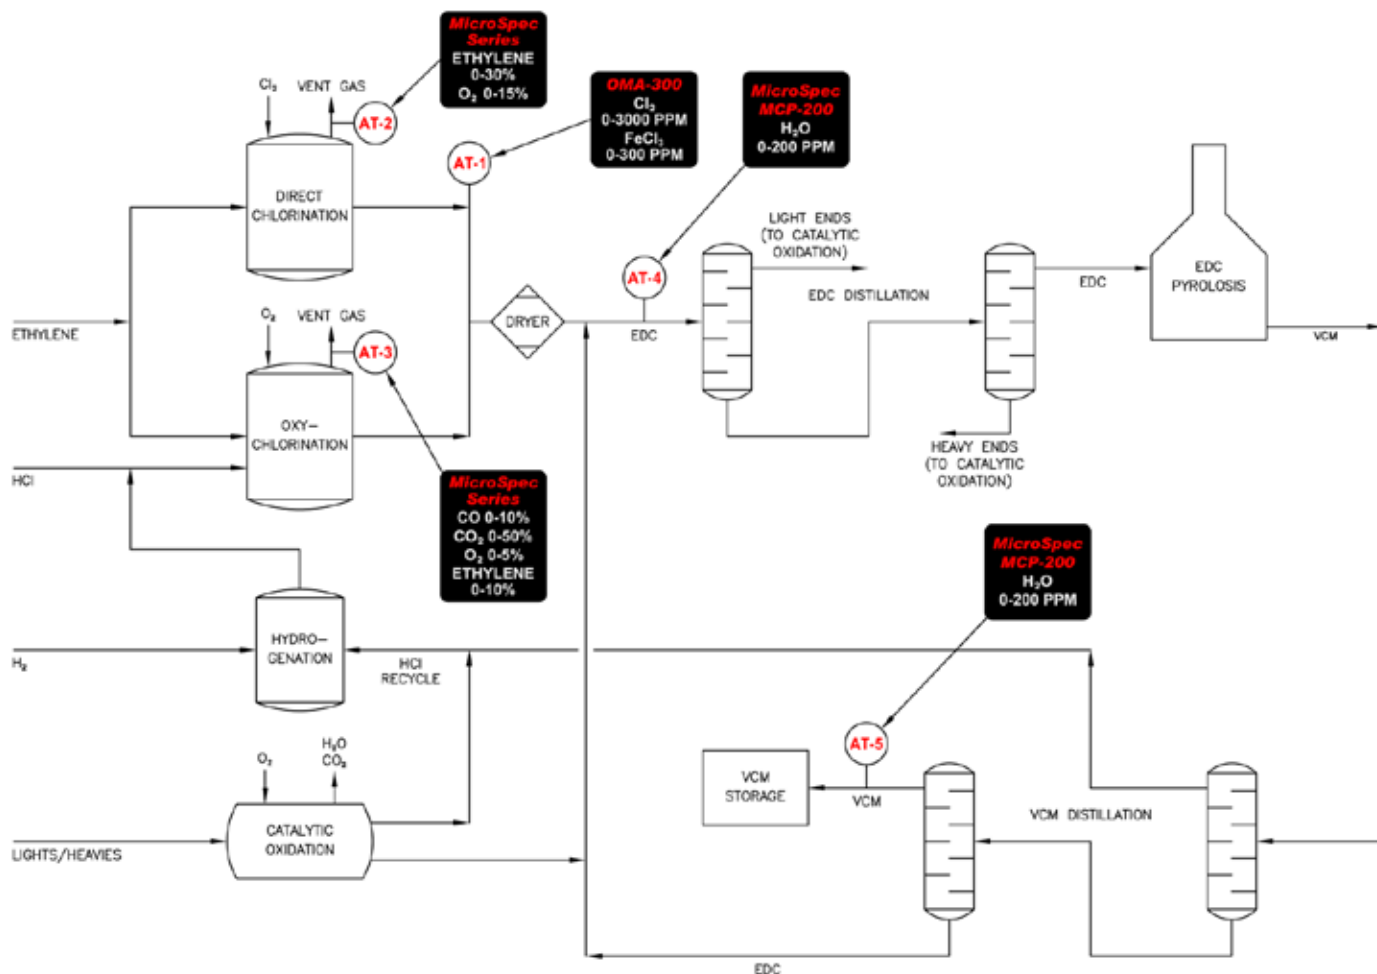 MicroSpec
Series
ETHYLENE
0-30%
O₂ 0-15%
Cl₂
VENT GAS
AT-2
OMA-300
Cl₂
0-3000 PPM
FeCl₃
0-300 PPM
MicroSpec
MCP-200
H₂O
0-200 PPM
AT-1
DIRECT
CHLORINATION
LIGHT ENDS
(TO CATALYTIC
OXIDATION)
AT-4
EDC DISTILLATION
EDC
EDC
PYROLOSIS
ETHYLENE
O₂
VENT GAS
AT-3
DRYER
EDC
VCM
OXY-
CHLORINATION
HEAVY ENDS
(TO CATALYTIC
OXIDATION)
HCl
MicroSpec
Series
CO 0-10%
CO₂ 0-50%
O₂ 0-5%
ETHYLENE
0-10%
MicroSpec
MCP-200
H₂O
0-200 PPM
HYDRO-
GENATION
H₂
HCl
RECYCLE
AT-5
O₂
H₂O
CO₂
VCM
STORAGE
VCM
VCM DISTILLATION
CATALYTIC
OXIDATION
LIGHTS/HEAVIES
EDC